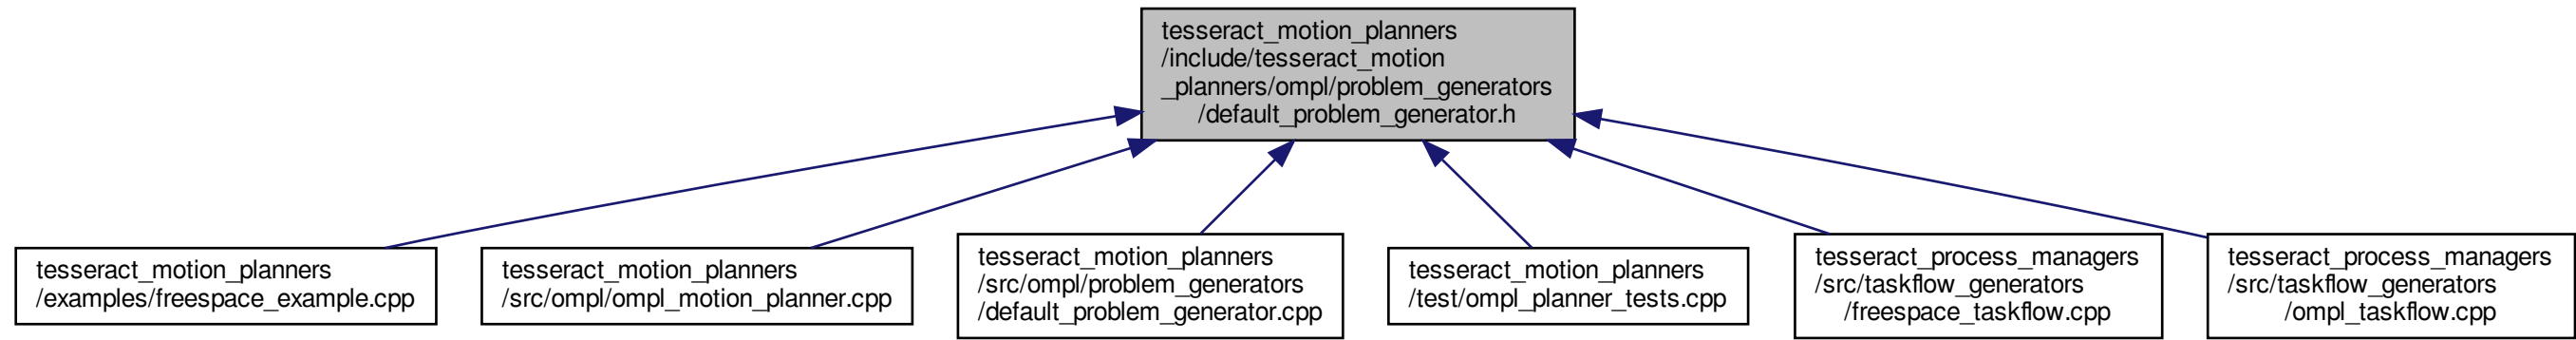 tesseract_motion_planners
/include/tesseract_motion
_planners/ompl/problem_generators
/default_problem_generator.h
tesseract_motion_planners
/examples/freespace_example.cpp
tesseract_motion_planners
/src/ompl/ompl_motion_planner.cpp
tesseract_motion_planners
/src/ompl/problem_generators
/default_problem_generator.cpp
tesseract_motion_planners
/test/ompl_planner_tests.cpp
tesseract_process_managers
/src/taskflow_generators
/freespace_taskflow.cpp
tesseract_process_managers
/src/taskflow_generators
/ompl_taskflow.cpp